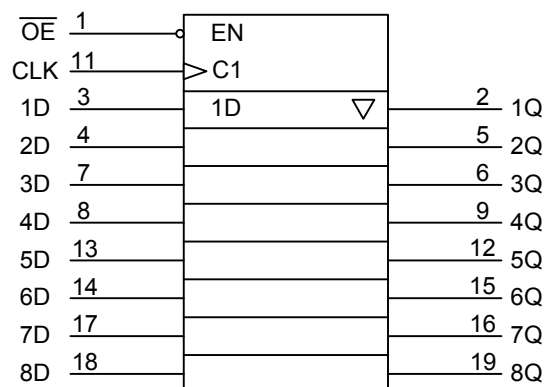 O̅E̅ 1 EN
CLK 11 C1
1D 3 1D 2 1Q
2D 4 5 2Q
3D 7 6 3Q
4D 8 9 4Q
5D 13 12 5Q
6D 14 15 6Q
7D 17 16 7Q
8D 18 19 8Q